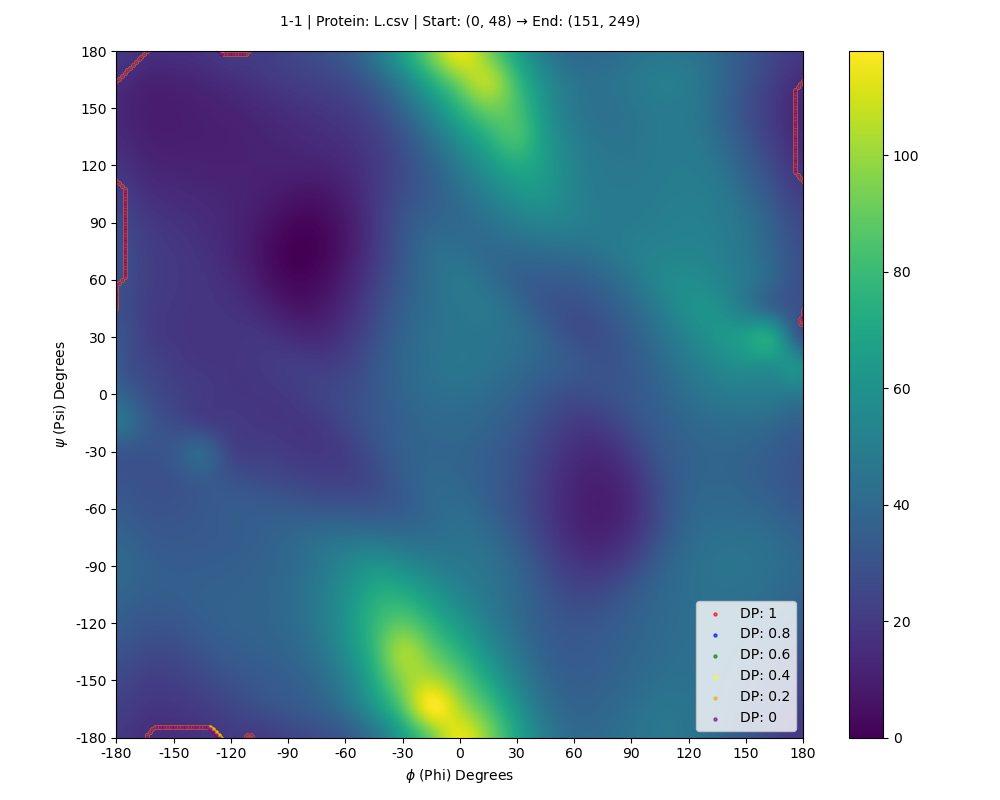 1-1 | Protein: L.csv | Start: (0, 48) → End: (151, 249)
180
150
120
90
60
30
0
-30
-60
-90
-120
-150
-180
ψ (Psi) Degrees
-180 -150 -120 -90 -60 -30 0 30 60 90 120 150 180
ϕ (Phi) Degrees
DP: 1
DP: 0.8
DP: 0.6
DP: 0.4
DP: 0.2
DP: 0
100
80
60
40
20
0